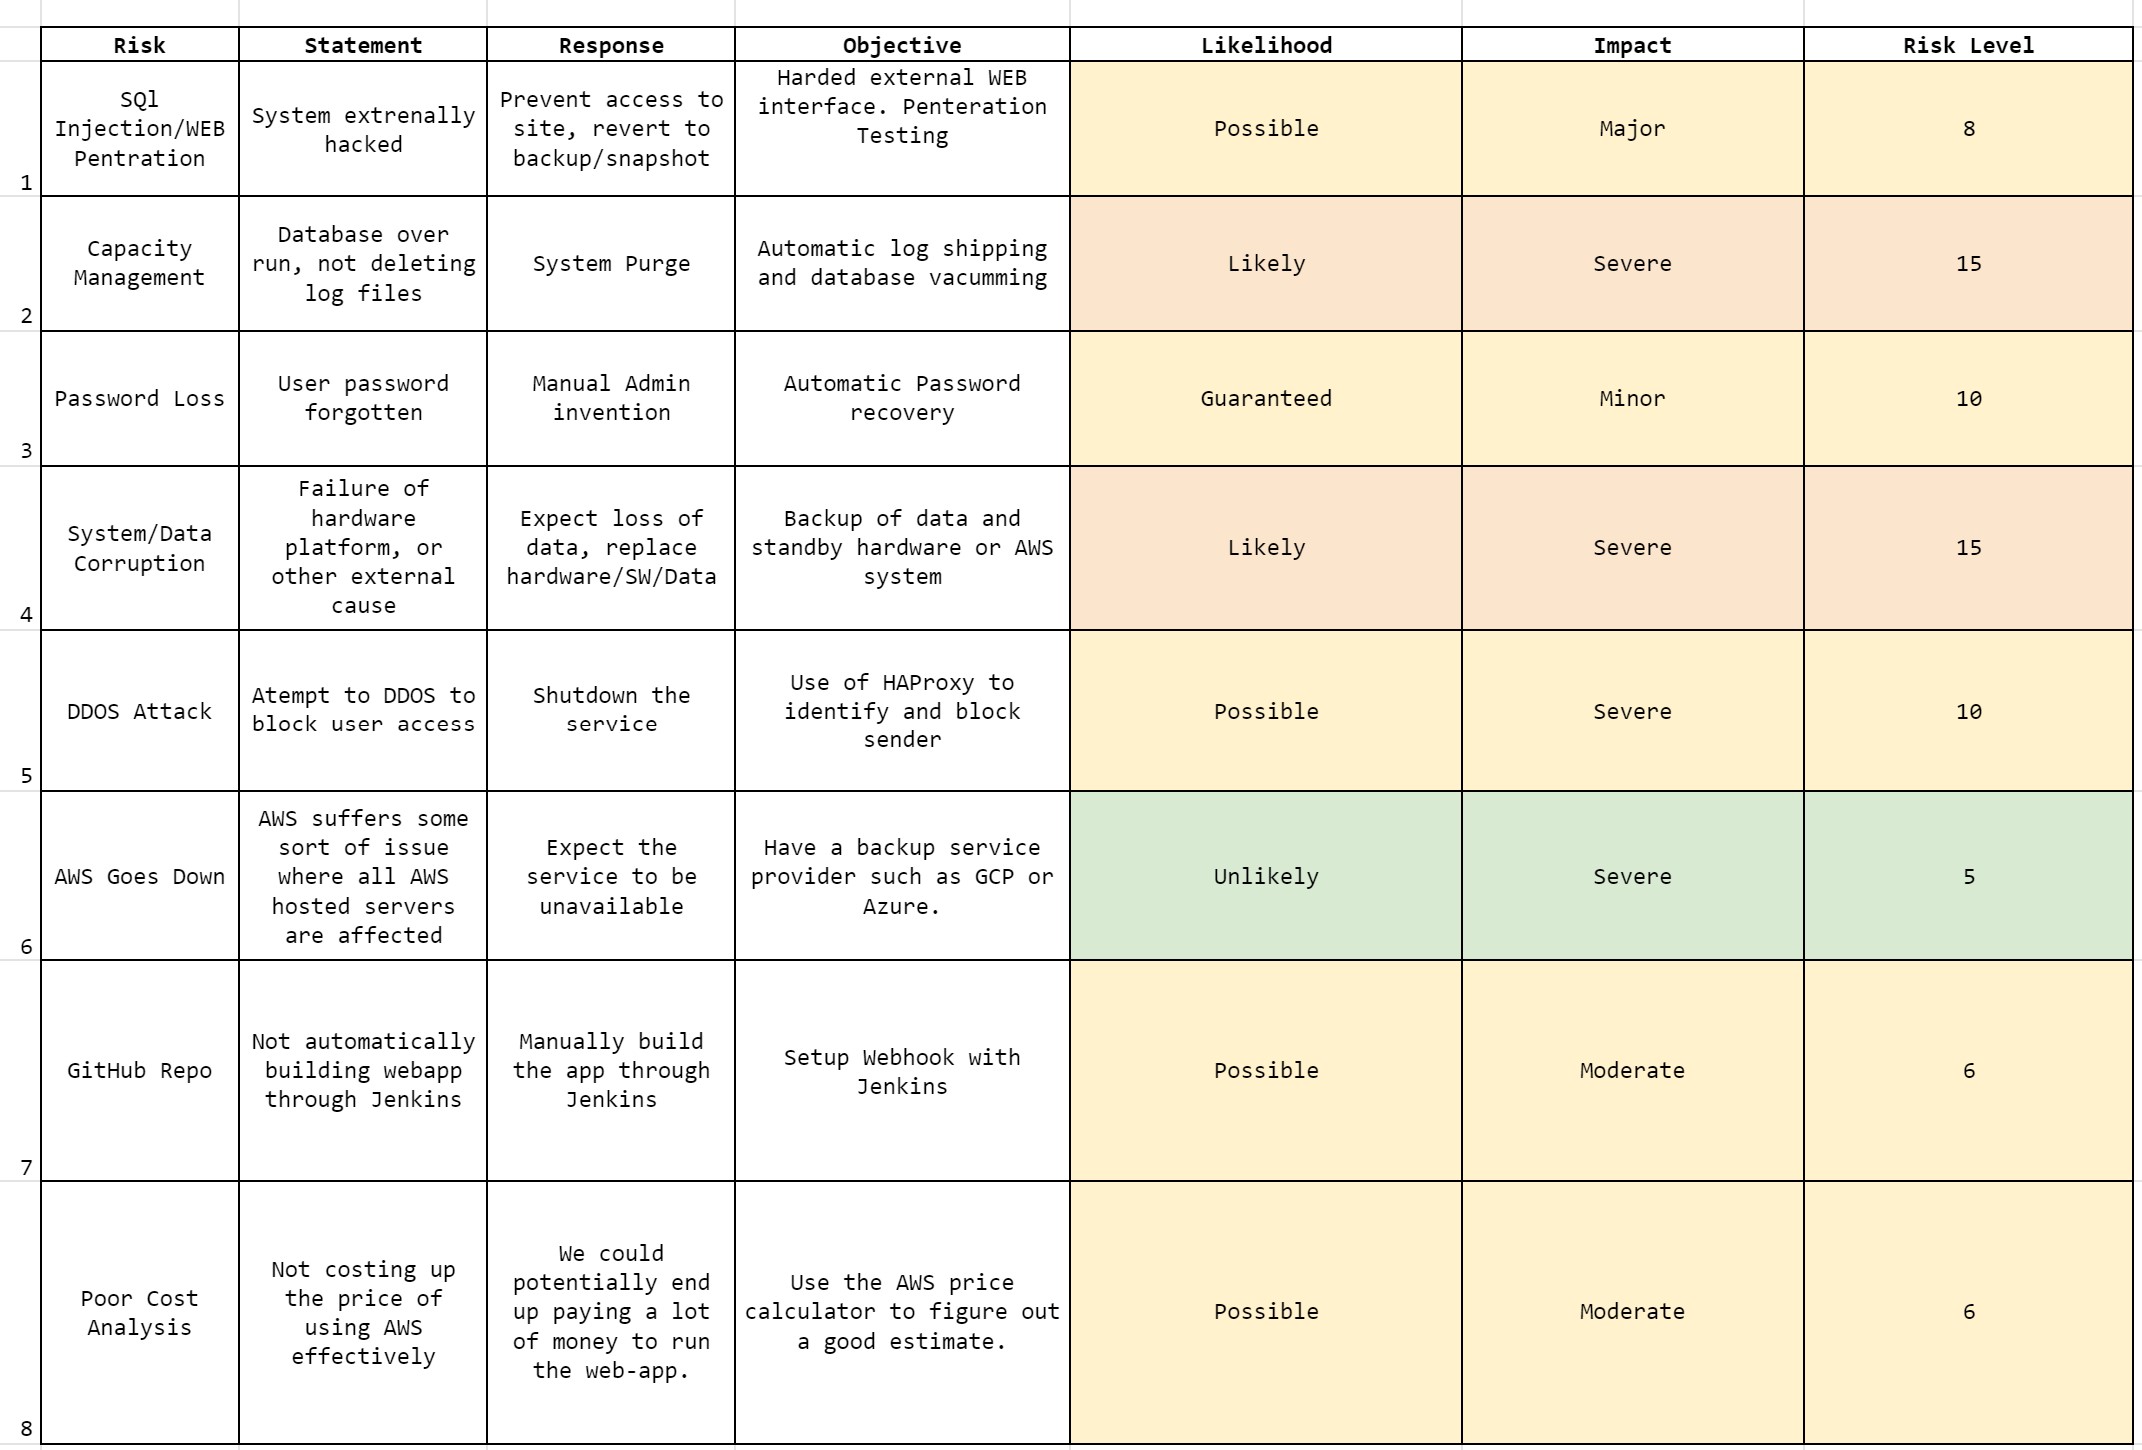 Risk Statement Response Objective Likelihood Impact Risk Level
1
SQl
Injection/WEB
Pentration
System extrenally
hacked
Prevent access to
site, revert to
backup/snapshot
Harded external WEB
interface. Penteration
Testing
Possible
Major
8
2
Capacity
Management
Database over
run, not deleting
log files
System Purge
Automatic log shipping
and database vacumming
Likely
Severe
15
3
Password Loss
User password
forgotten
Manual Admin
invention
Automatic Password
recovery
Guaranteed
Minor
10
4
System/Data
Corruption
Failure of
hardware
platform, or
other external
cause
Expect loss of
data, replace
hardware/SW/Data
Backup of data and
standby hardware or AWS
system
Likely
Severe
15
5
DDOS Attack
Atempt to DDOS to
block user access
Shutdown the
service
Use of HAProxy to
identify and block
sender
Possible
Severe
10
6
AWS Goes Down
AWS suffers some
sort of issue
where all AWS
hosted servers
are affected
Expect the
service to be
unavailable
Have a backup service
provider such as GCP or
Azure.
Unlikely
Severe
5
7
GitHub Repo
Not automatically
building webapp
through Jenkins
Manually build
the app through
Jenkins
Setup Webhook with
Jenkins
Possible
Moderate
6
8
Poor Cost
Analysis
Not costing up
the price of
using AWS
effectively
We could
potentially end
up paying a lot
of money to run
the web-app.
Use the AWS price
calculator to figure out
a good estimate.
Possible
Moderate
6